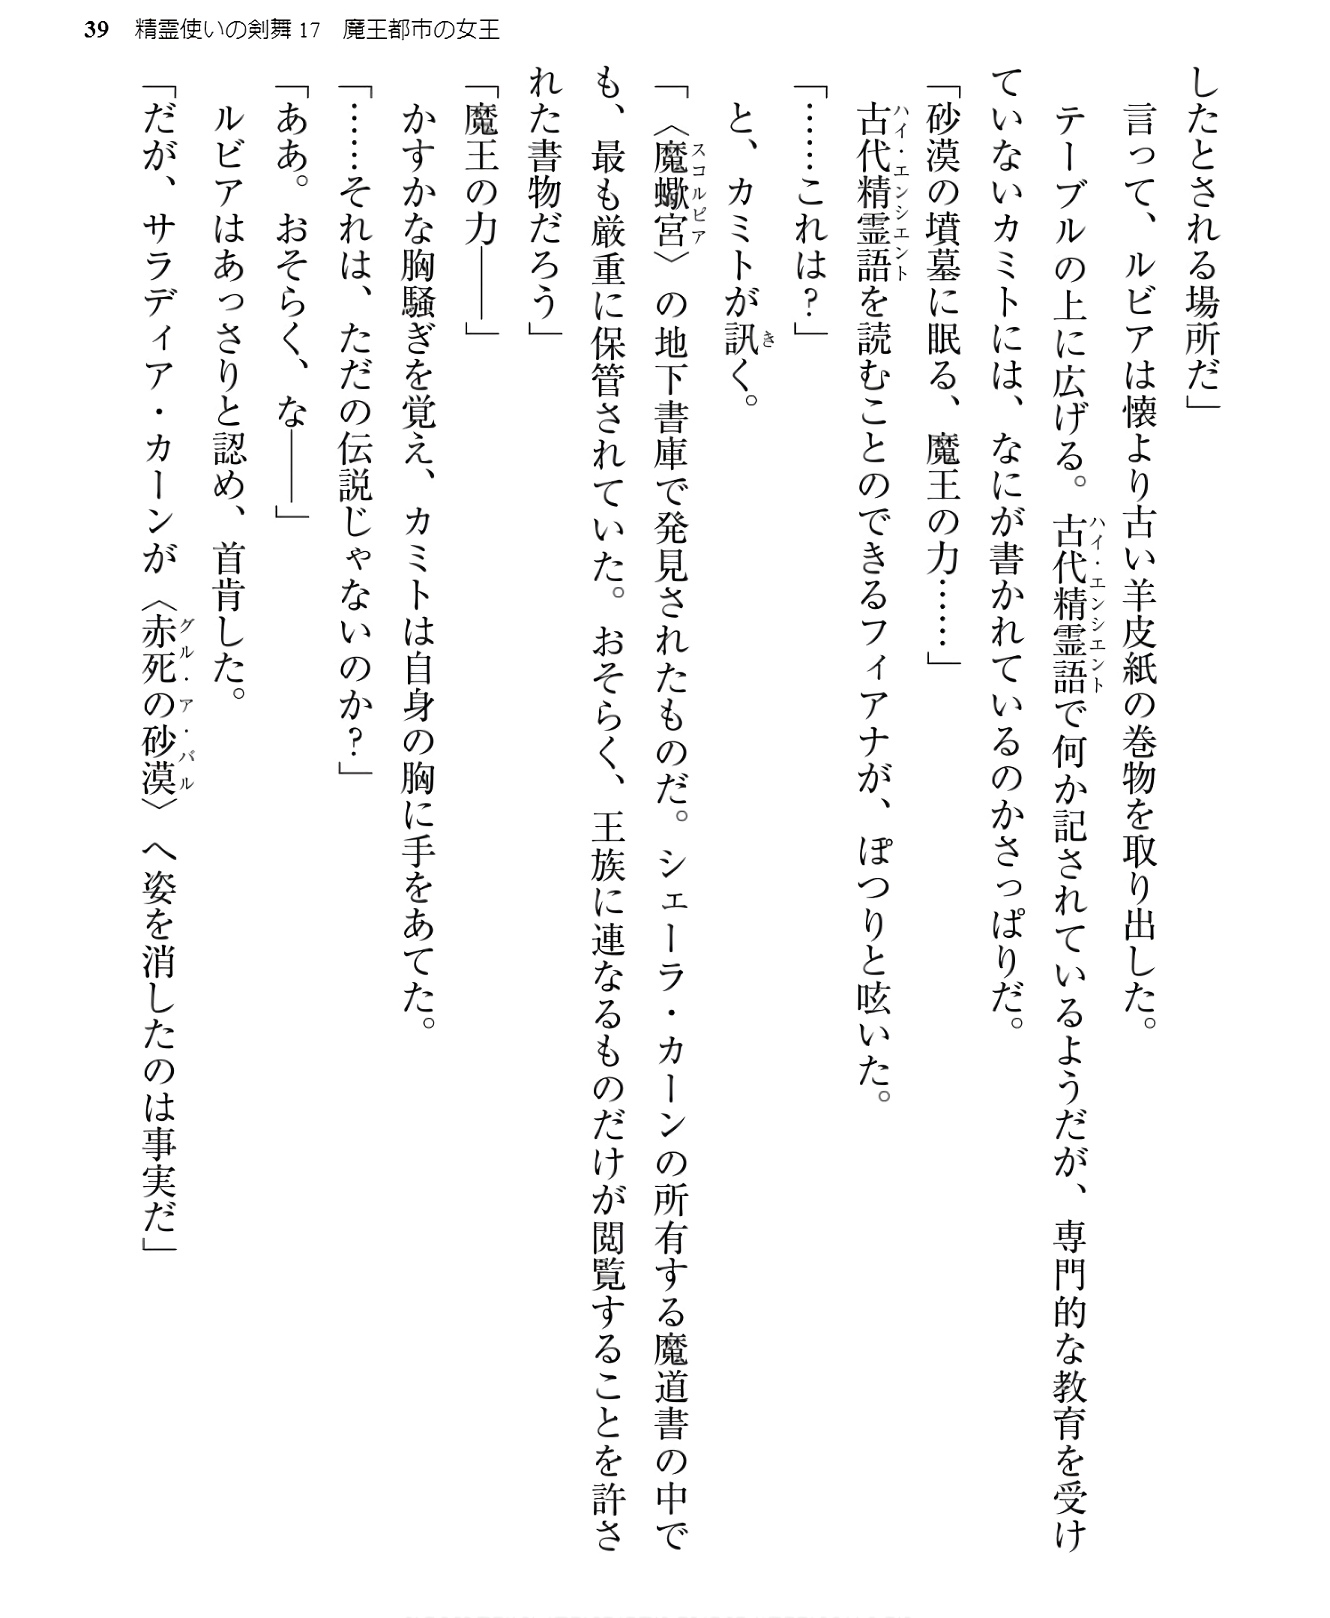 39　精霊使いの剣舞 17　魔王都市の女王
したとされる場所だ」
　言って、ルビアは懐より古い羊皮紙の巻物を取り出した。
　テーブルの上に広げる。古代精霊語ハイ・エンシエントで何か記されているようだが、専門的な教育を受け
ていないカミトには、なにが書かれているのかさっぱりだ。
「砂漠の墳墓に眠る、魔王の力……」
　古代精霊語ハイ・エンシエントを読むことのできるフィアナが、ぽつりと呟いた。
「……これは？」
　と、カミトが訊きく。
「〈魔蠍宮スコルピア〉の地下書庫で発見されたものだ。シェーラ・カーンの所有する魔道書の中で
も、最も厳重に保管されていた。おそらく、王族に連なるものだけが閲覧することを許さ
れた書物だろう」
「魔王の力――」
　かすかな胸騒ぎを覚え、カミトは自身の胸に手をあてた。
「……それは、ただの伝説じゃないのか？」
「ああ。おそらく、な――」
　ルビアはあっさりと認め、首肯した。
「だが、サラディア・カーンが〈赤死の砂漠グル・ア・バル〉へ姿を消したのは事実だ」